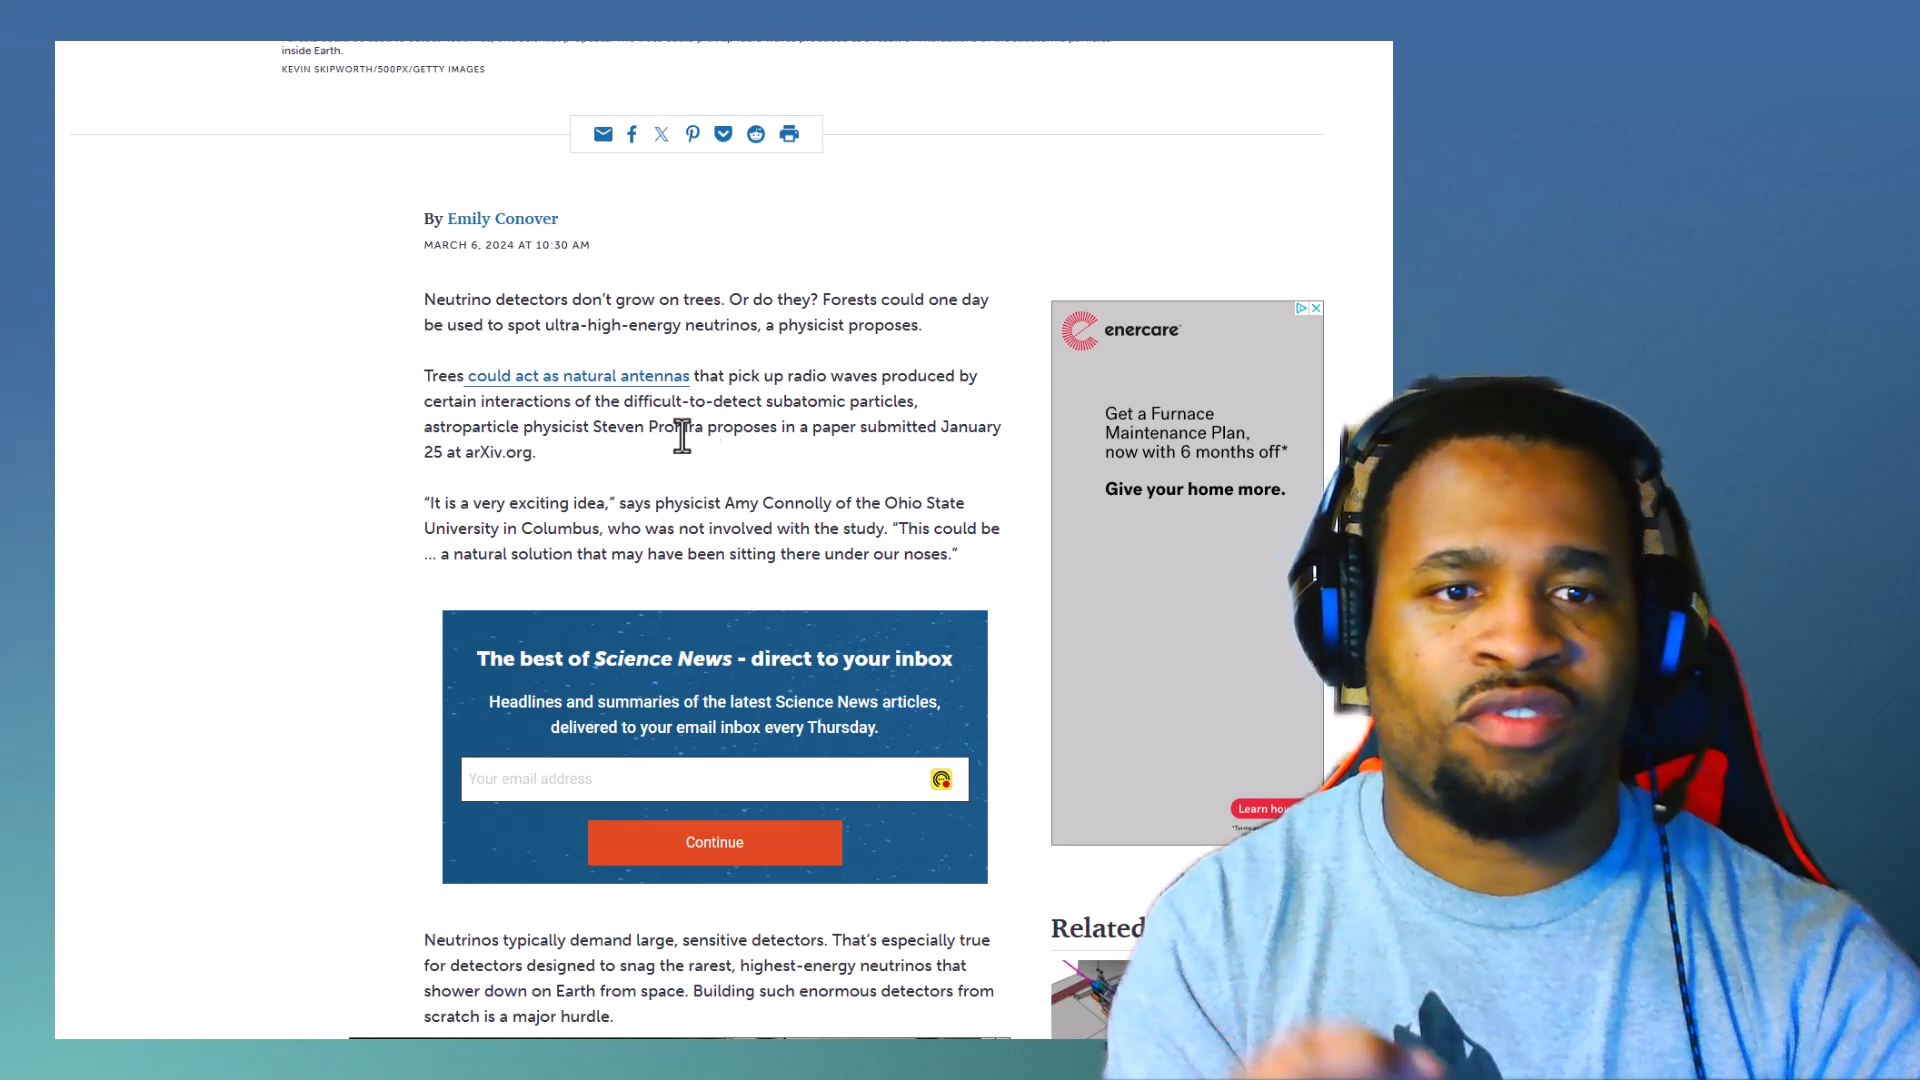 inside Earth.
KEVIN SKIPWORTH/500PX/GETTY IMAGES
By Emily Conover
MARCH 6, 2024 AT 10:30 AM
Neutrino detectors don't grow on trees. Or do they? Forests could one day
be used to spot ultra-high-energy neutrinos, a physicist proposes.
Trees could act as natural antennas that pick up radio waves produced by
certain interactions of the difficult-to-detect subatomic particles,
astroparticle physicist Steven Prohira proposes in a paper submitted January
25 at arXiv.org.
“It is a very exciting idea,” says physicist Amy Connolly of the Ohio State
University in Columbus, who was not involved with the study. “This could be
... a natural solution that may have been sitting there under our noses.”
The best of Science News - direct to your inbox
Headlines and summaries of the latest Science News articles,
delivered to your email inbox every Thursday.
Your email address
Continue
Neutrinos typically demand large, sensitive detectors. That's especially true
for detectors designed to snag the rarest, highest-energy neutrinos that
shower down on Earth from space. Building such enormous detectors from
scratch is a major hurdle.
enercare
Get a Furnace
Maintenance Plan,
now with 6 months off*
Give your home more.
Learn how
Related